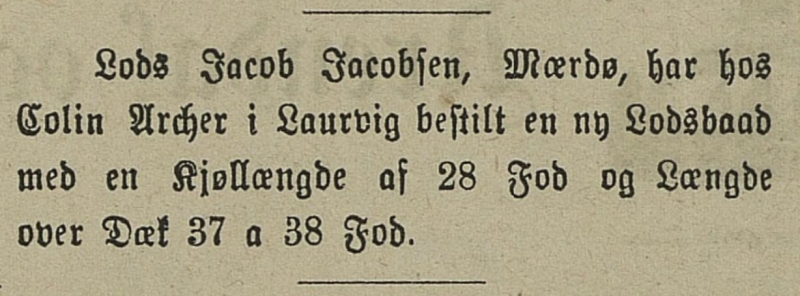 Lods Jacob Jacobsen, Mærdø, har hos
Colin Archer i Laurvig bestilt en ny Lodsbaad
med en Kjøllængde af 28 Fod og Længde
over Dæk 37 a 38 Fod.